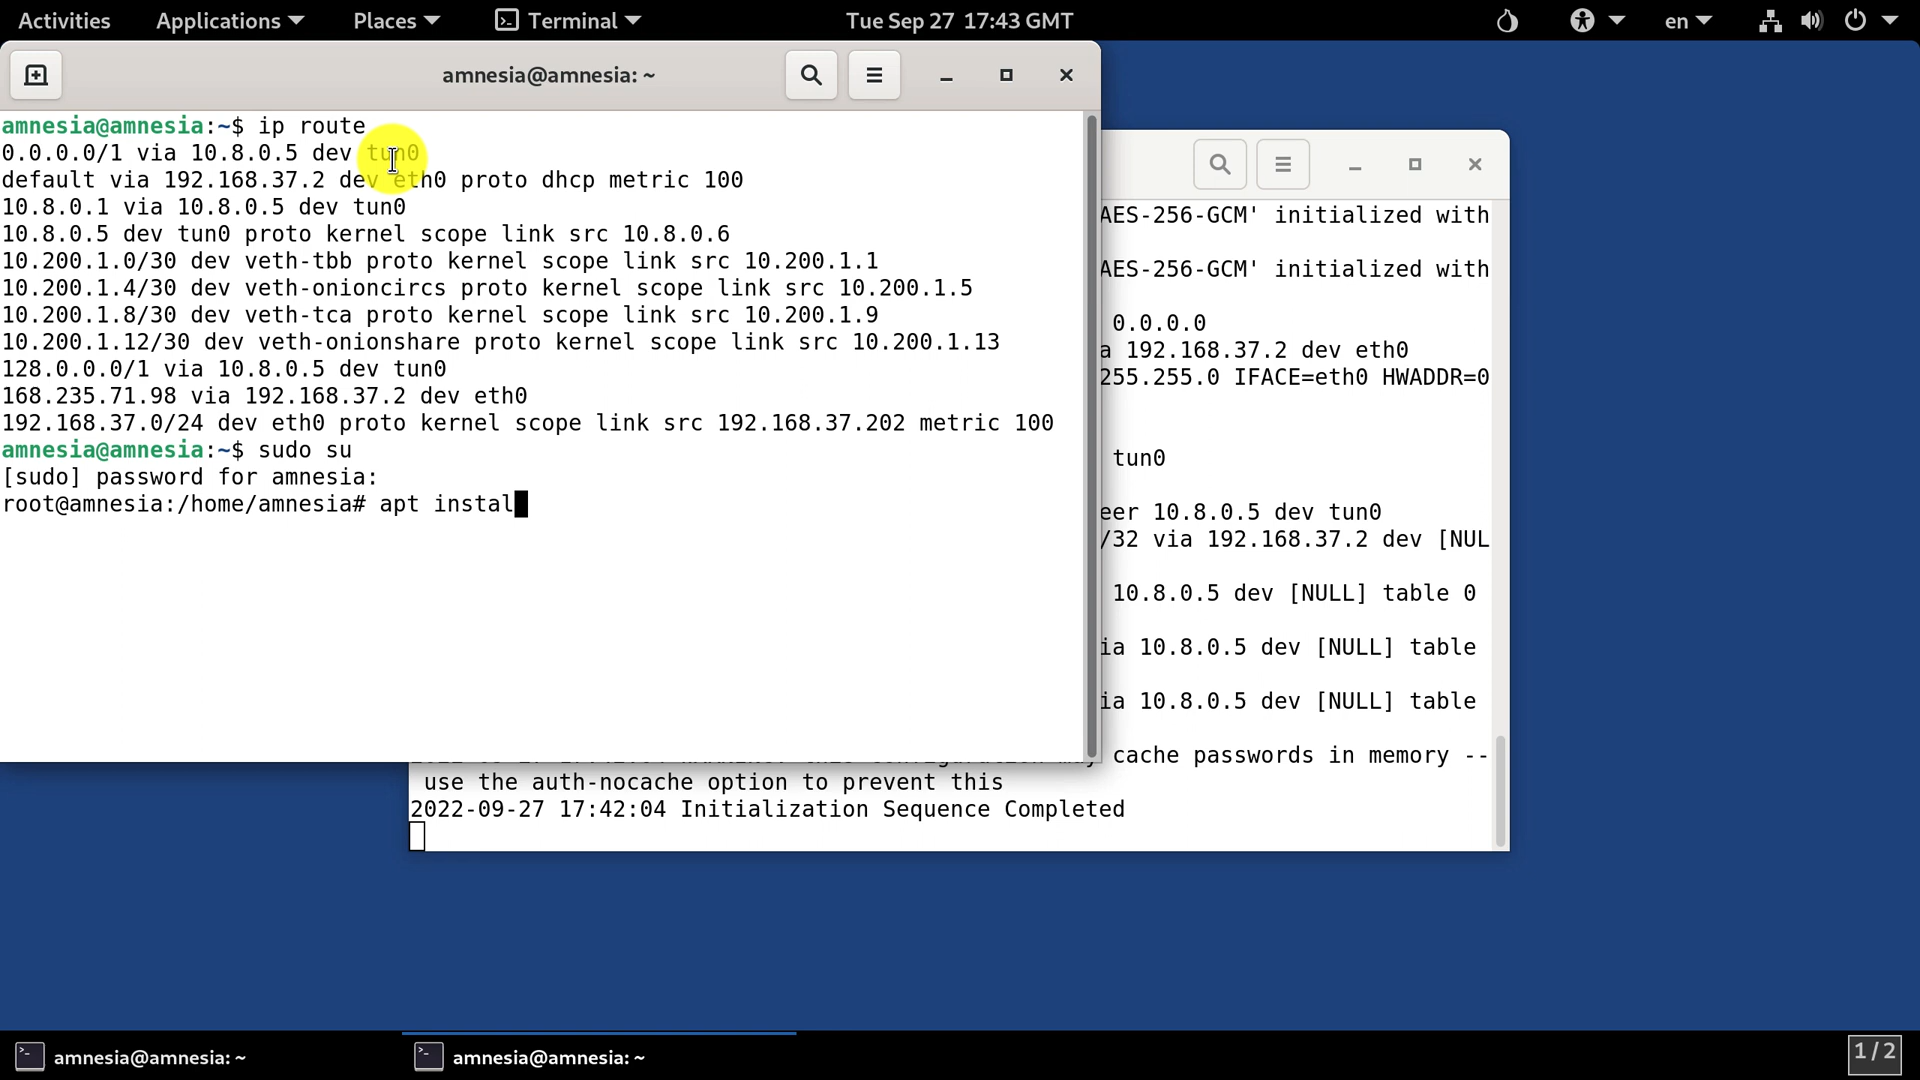 Activities Applications Places Terminal Tue Sep 27 17:43 GMT en
amnesia@amnesia: ~
amnesia@amnesia:~$ ip route
0.0.0.0/1 via 10.8.0.5 dev tun0
default via 192.168.37.2 dev eth0 proto dhcp metric 100
10.8.0.1 via 10.8.0.5 dev tun0
10.8.0.5 dev tun0 proto kernel scope link src 10.8.0.6
10.200.1.0/30 dev veth-tbb proto kernel scope link src 10.200.1.1
10.200.1.4/30 dev veth-onioncircs proto kernel scope link src 10.200.1.5
10.200.1.8/30 dev veth-tca proto kernel scope link src 10.200.1.9
10.200.1.12/30 dev veth-onionshare proto kernel scope link src 10.200.1.13
128.0.0.0/1 via 10.8.0.5 dev tun0
168.235.71.98 via 192.168.37.2 dev eth0
192.168.37.0/24 dev eth0 proto kernel scope link src 192.168.37.202 metric 100
amnesia@amnesia:~$ sudo su
[sudo] password for amnesia:
root@amnesia:/home/amnesia# apt instal
AES-256-GCM' initialized with
AES-256-GCM' initialized with
0.0.0.0
a 192.168.37.2 dev eth0
255.255.0 IFACE=eth0 HWADDR=0
tun0
eer 10.8.0.5 dev tun0
/32 via 192.168.37.2 dev [NUL
10.8.0.5 dev [NULL] table 0
ia 10.8.0.5 dev [NULL] table
ia 10.8.0.5 dev [NULL] table
cache passwords in memory --
use the auth-nocache option to prevent this
2022-09-27 17:42:04 Initialization Sequence Completed
amnesia@amnesia: ~ amnesia@amnesia: ~ 1/2